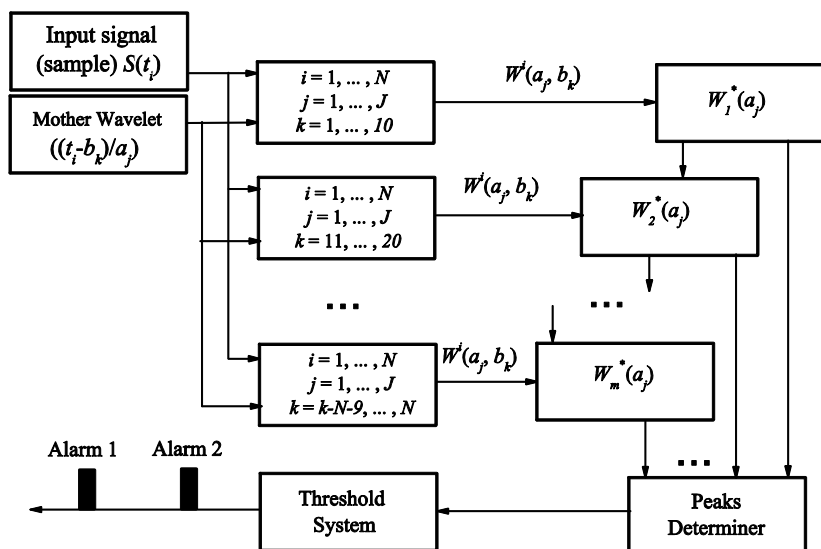 Input signal
(sample) S(t_i)
Mother Wavelet
((t_i-b_k)/a_j)
i = 1, ... , N
j = 1, ... , J
k = 1, ... , 10
W^i(a_j, b_k)
W_1^*(a_j)
i = 1, ... , N
j = 1, ... , J
k = 11, ... , 20
W^i(a_j, b_k)
W_2^*(a_j)
...
...
i = 1, ... , N
j = 1, ... , J
k = k-N-9, ... , N
W^i(a_j, b_k)
W_m^*(a_j)
...
Alarm 1
Alarm 2
Threshold
System
Peaks
Determiner